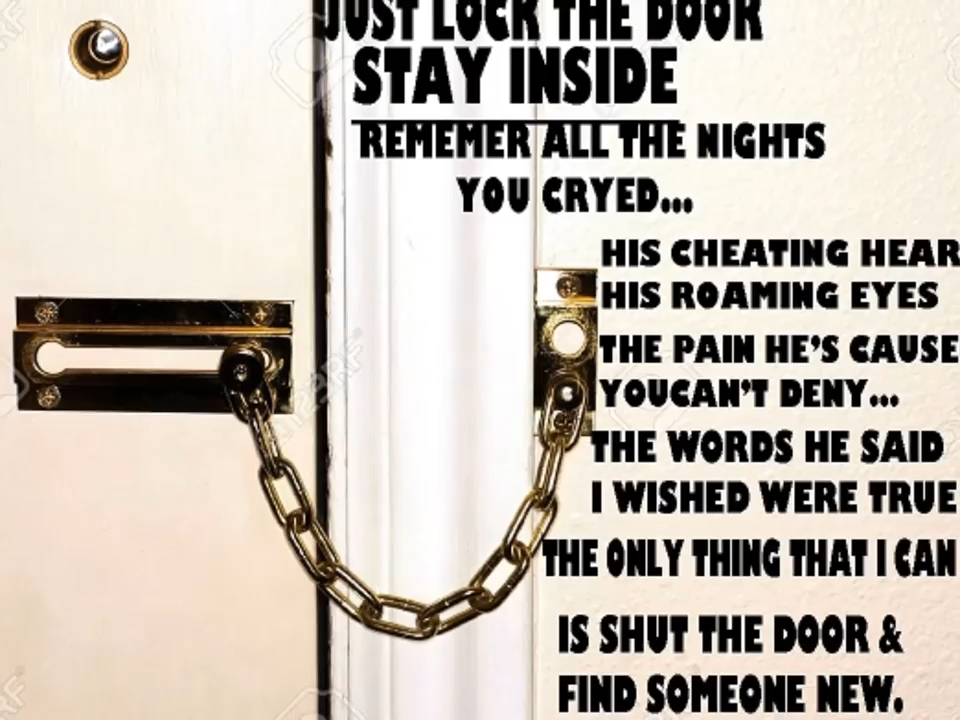 JUST LOCK THE DOOR
STAY INSIDE
REMEMER ALL THE NIGHTS
YOU CRYED...
HIS CHEATING HEAR
HIS ROAMING EYES
THE PAIN HE'S CAUSE
YOUCAN'T DENY...
THE WORDS HE SAID
I WISHED WERE TRUE
THE ONLY THING THAT I CAN
IS SHUT THE DOOR &
FIND SOMEONE NEW.